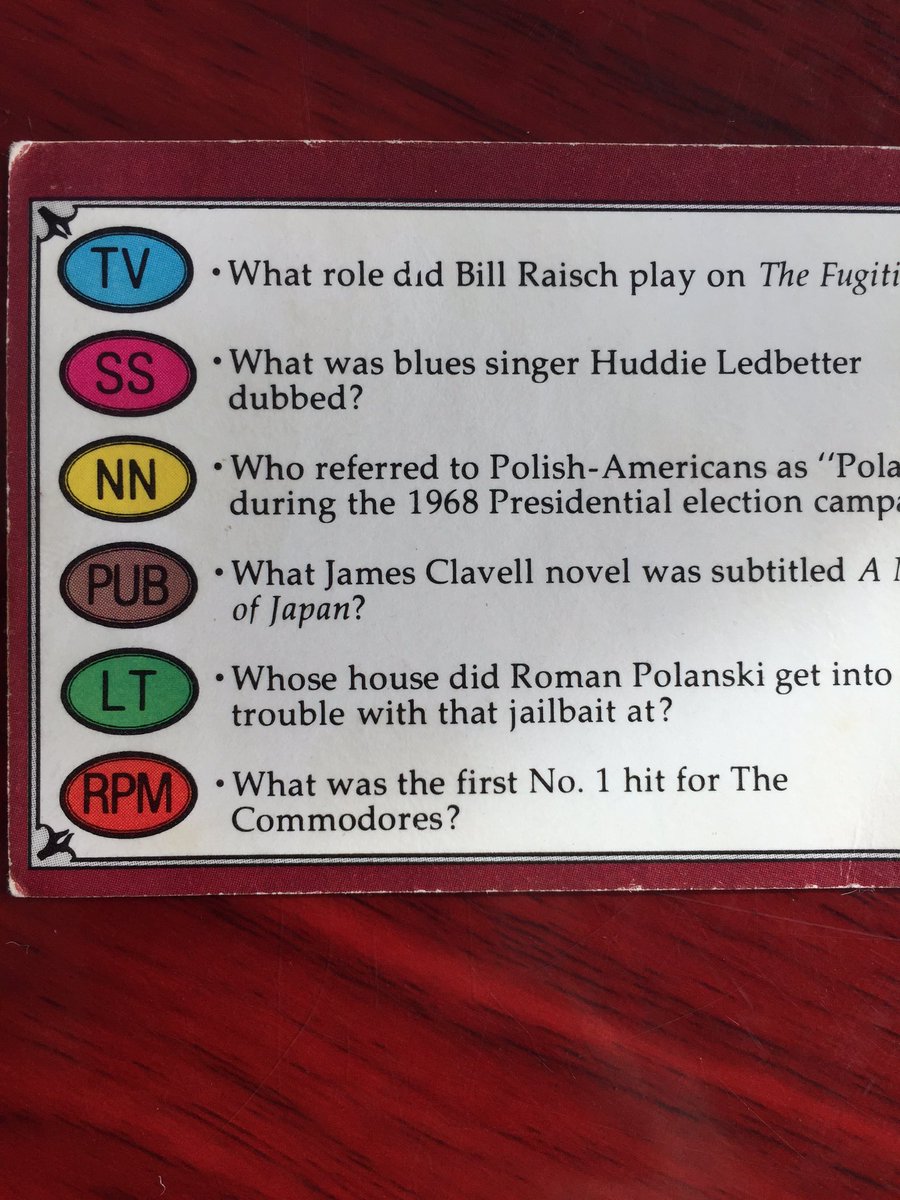 TV • What role did Bill Raisch play on The Fugiti
SS • What was blues singer Huddie Ledbetter
dubbed?
NN • Who referred to Polish-Americans as "Pola
during the 1968 Presidential election campa
PUB • What James Clavell novel was subtitled A
of Japan?
LT • Whose house did Roman Polanski get into
trouble with that jailbait at?
RPM • What was the first No. 1 hit for The
Commodores?